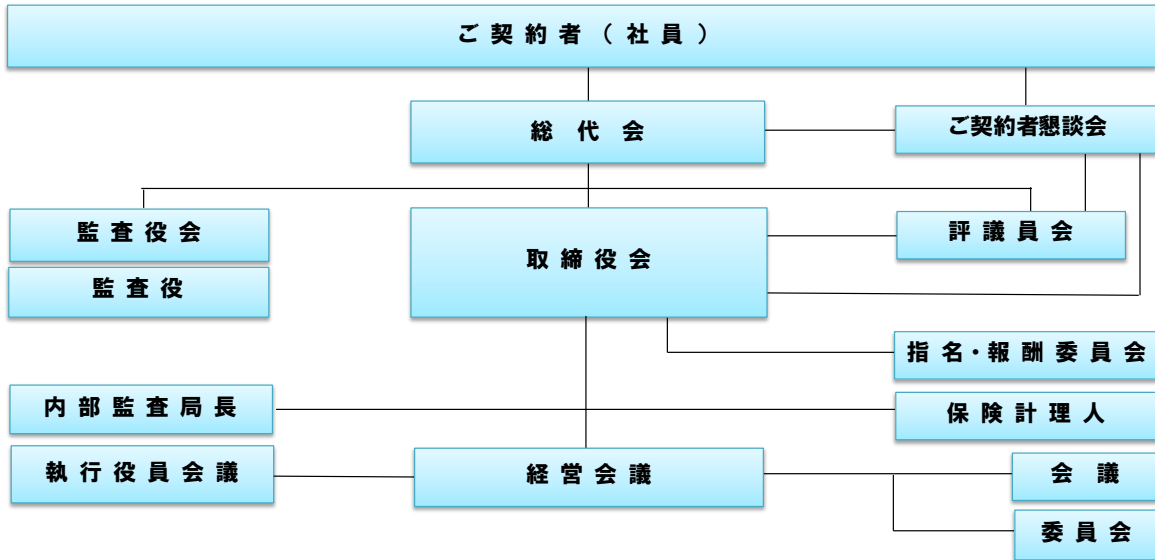 ご契約者（社員）
総代会
ご契約者懇談会
監査役会
取締役会
評議員会
監査役
指名・報酬委員会
内部監査局長
保険計理人
執行役員会議
経営会議
会議
委員会